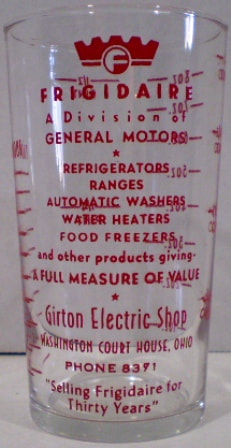 F
FRIGIDAIRE
A Division of
GENERAL MOTORS
REFRIGERATORS
RANGES
AUTOMATIC WASHERS
WATER HEATERS
FOOD FREEZERS
and other products giving-
A FULL MEASURE OF VALUE
Girton Electric Shop
WASHINGTON COURT HOUSE, OHIO
PHONE 8391
"Selling Frigidaire for
Thirty Years"